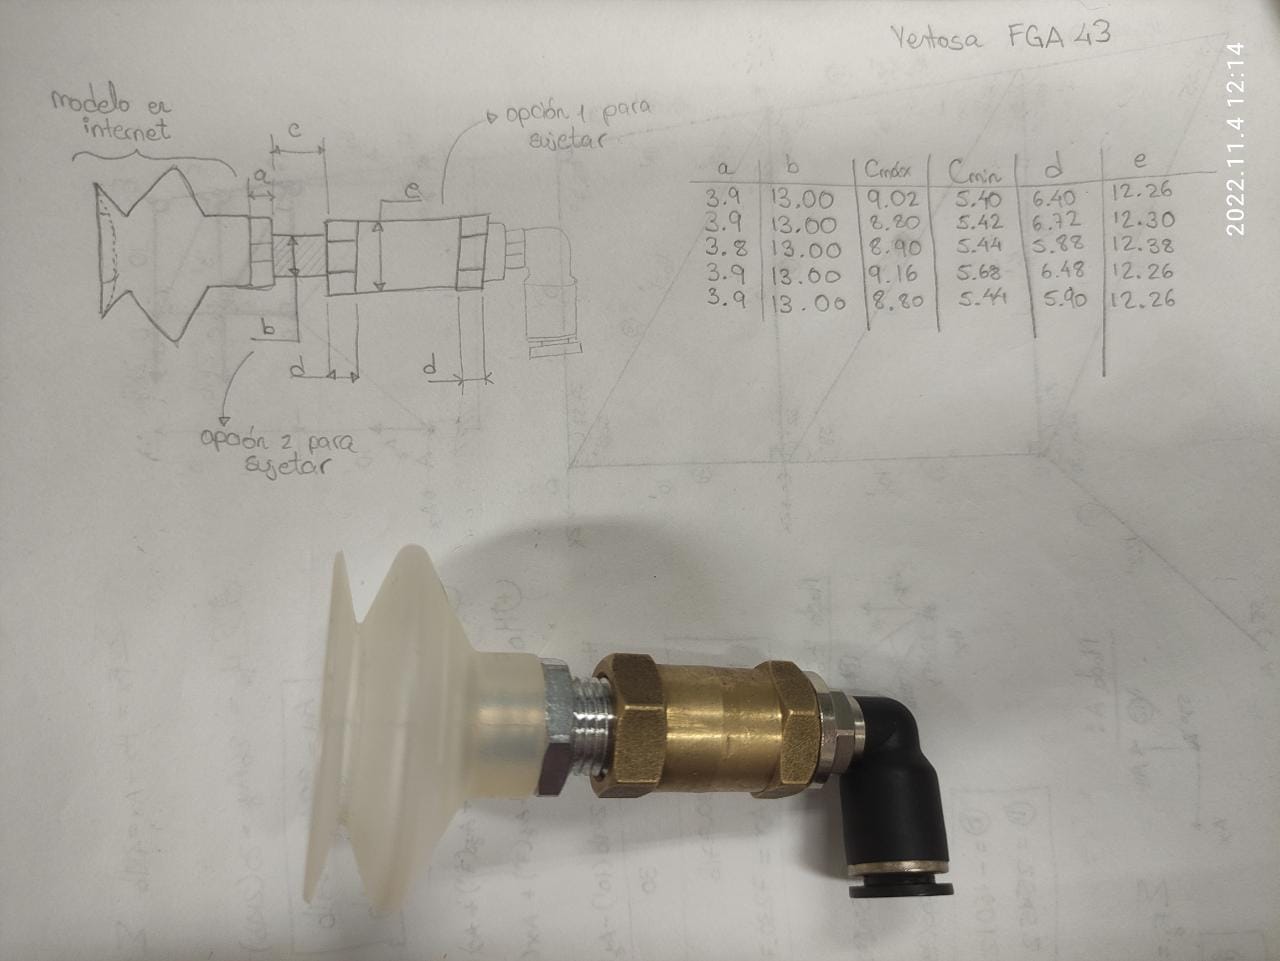 Ventosa FGA 43
2022.11.4 12:14
modelo en
internet
c
a
e
opción 1 para
sujetar
b
d
d
opción 2 para
sujetar
a b Cmáx Cmin d e
3.9 13.00 9.02 5.40 6.40 12.26
3.9 13.00 8.80 5.42 6.72 12.30
3.8 13.00 8.90 5.44 5.88 12.38
3.9 13.00 9.16 5.68 6.48 12.26
3.9 13.00 8.80 5.44 5.90 12.26